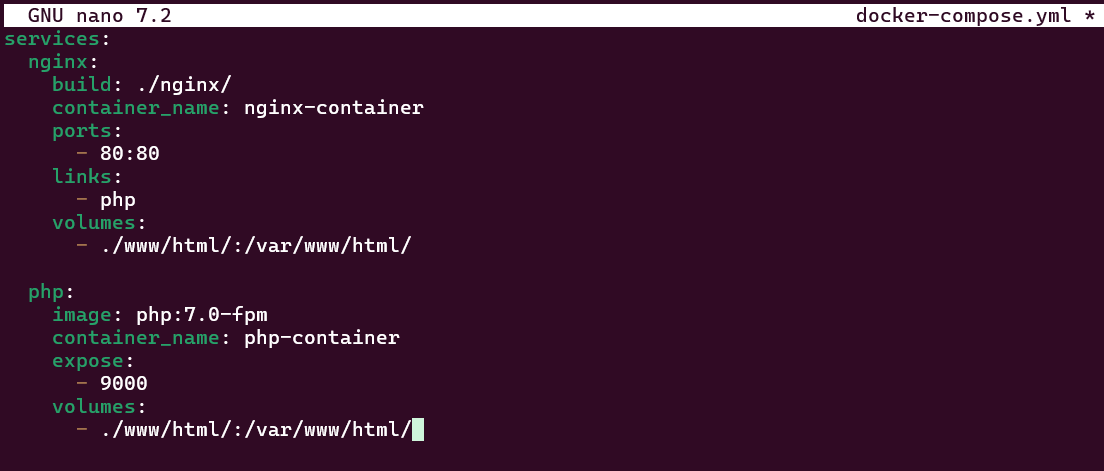 GNU nano 7.2 docker-compose.yml *
services:
  nginx:
    build: ./nginx/
    container_name: nginx-container
    ports:
      - 80:80
    links:
      - php
    volumes:
      - ./www/html/:/var/www/html/

  php:
    image: php:7.0-fpm
    container_name: php-container
    expose:
      - 9000
    volumes:
      - ./www/html/:/var/www/html/